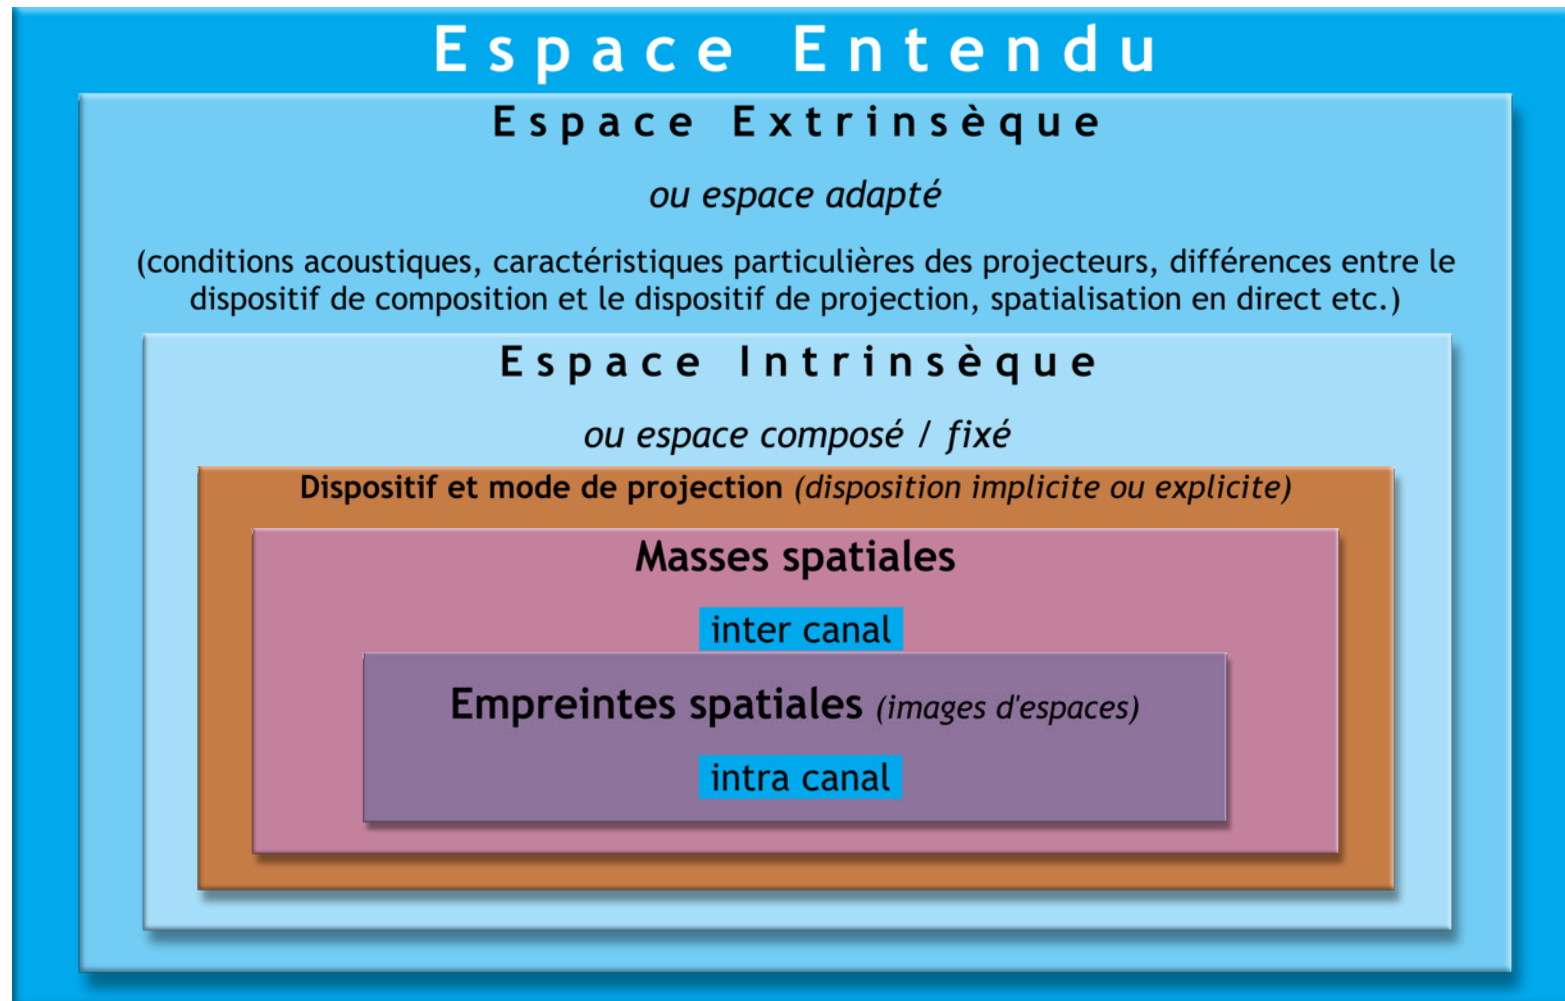 Espace Entendu
Espace Extrinsèque
ou espace adapté
(conditions acoustiques, caractéristiques particulières des projecteurs, différences entre le
dispositif de composition et le dispositif de projection, spatialisation en direct etc.)
Espace Intrinsèque
ou espace composé / fixé
Dispositif et mode de projection (disposition implicite ou explicite)
Masses spatiales
inter canal
Empreintes spatiales (images d'espaces)
intra canal